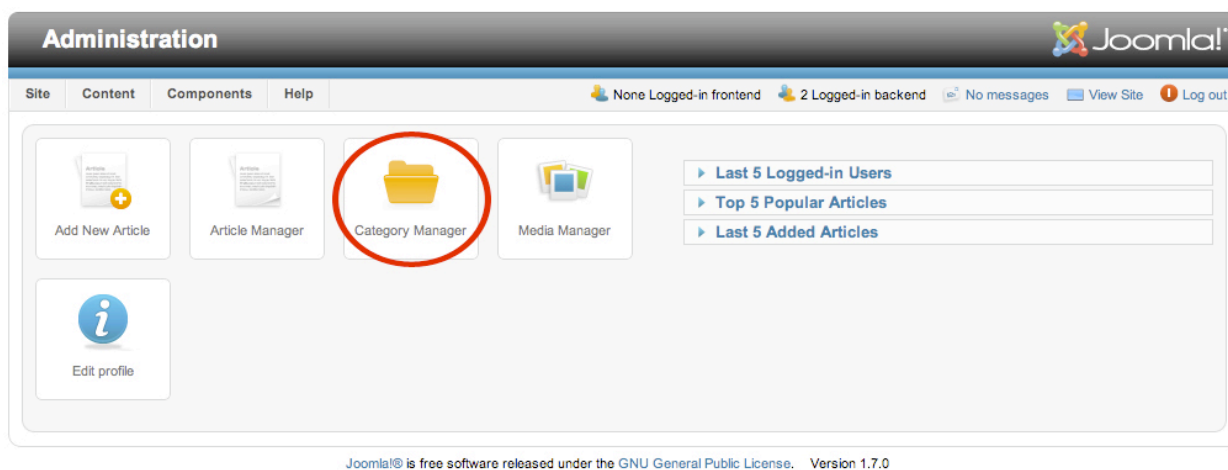 Administration
Joomla!
Site Content Components Help
None Logged-in frontend 2 Logged-in backend No messages View Site Log out
Add New Article
Article Manager
Category Manager
Media Manager
Edit profile
Last 5 Logged-in Users
Top 5 Popular Articles
Last 5 Added Articles
Joomla!® is free software released under the GNU General Public License. Version 1.7.0